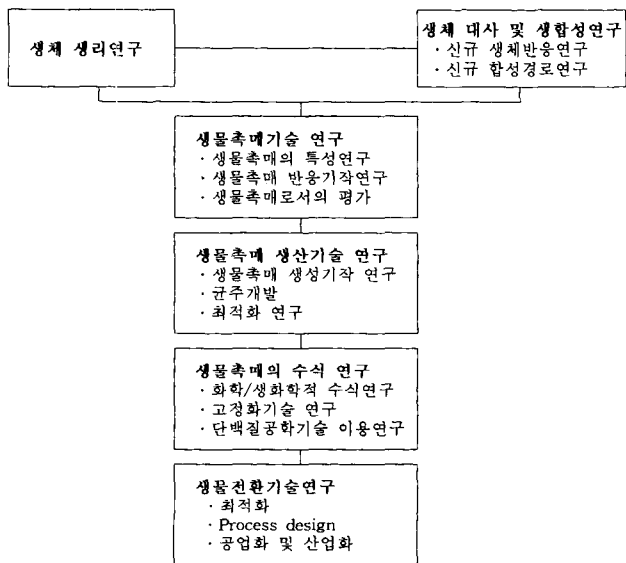 생체 생리연구
생체 대사 및 생합성연구
· 신규 생체반응연구
· 신규 합성경로연구
생물촉매기술 연구
· 생물촉매의 특성연구
· 생물촉매 반응기작연구
· 생물촉매로서의 평가
생물촉매 생산기술 연구
· 생물촉매 생성기작 연구
· 균주개발
· 최적화 연구
생물촉매의 수식 연구
· 화학/생화학적 수식연구
· 고정화기술 연구
· 단백질공학기술 이용연구
생물전환기술연구
· 최적화
· Process design
· 공업화 및 산업화